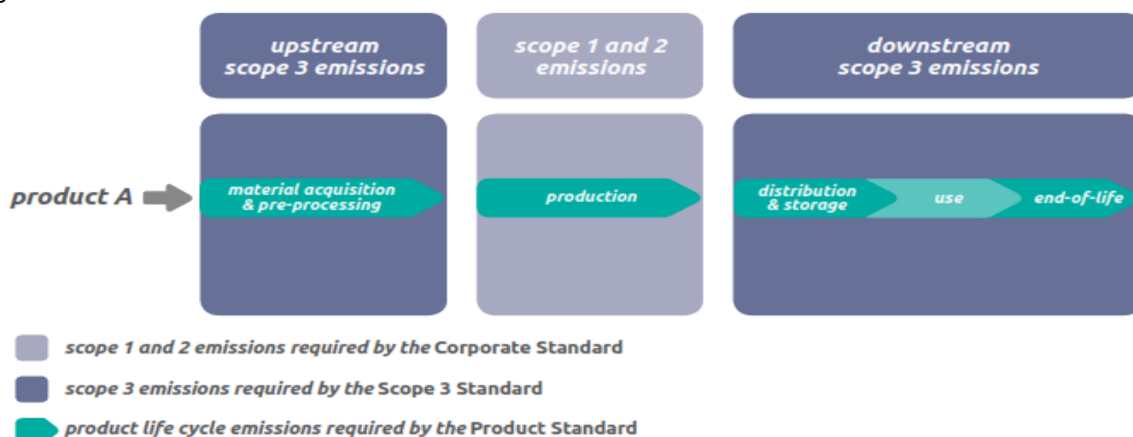 upstream
scope 3 emissions
scope 1 and 2
emissions
downstream
scope 3 emissions
product A
material acquisition
& pre-processing
production
distribution
& storage
use
end-of-life
scope 1 and 2 emissions required by the Corporate Standard
scope 3 emissions required by the Scope 3 Standard
product life cycle emissions required by the Product Standard